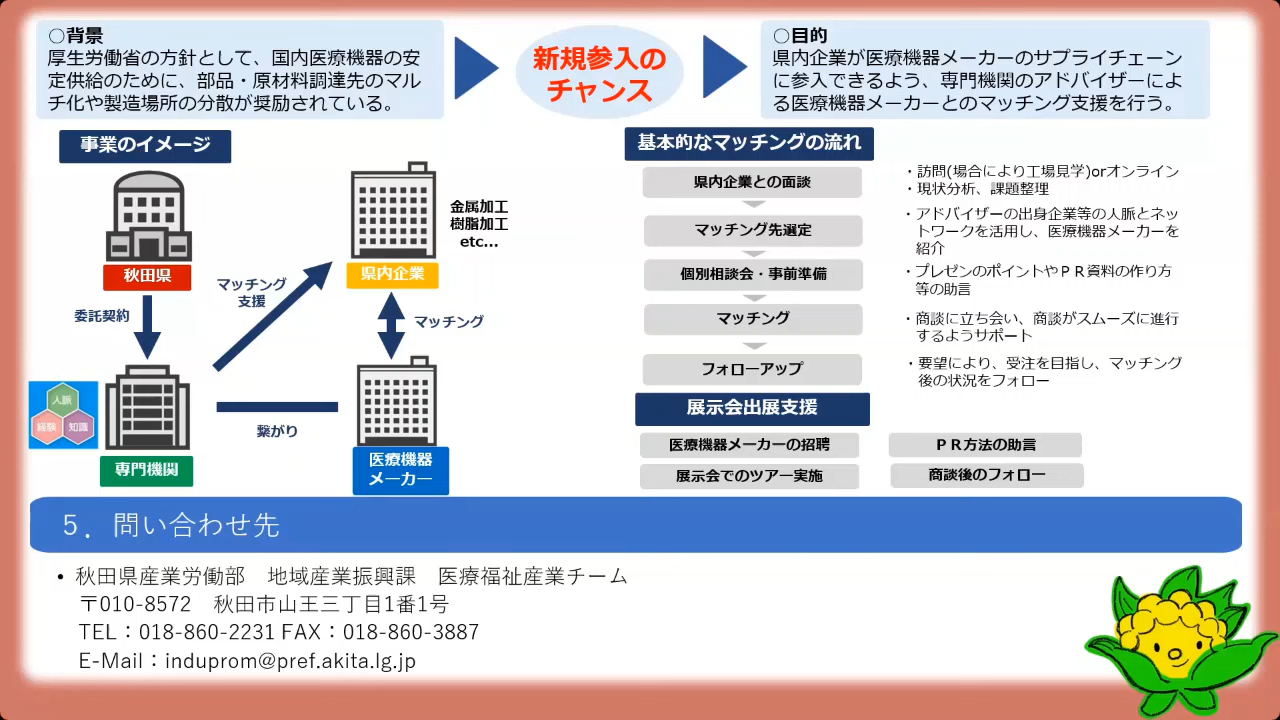 ○背景
厚生労働省の方針として、国内医療機器の安
定供給のために、部品・原材料調達先のマル
チ化や製造場所の分散が奨励されている。
新規参入の
チャンス
○目的
県内企業が医療機器メーカーのサプライチェーン
に参入できるよう、専門機関のアドバイザーによ
る医療機器メーカーとのマッチング支援を行う。
事業のイメージ
秋田県
委託契約
マッチング
支援
金属加工
樹脂加工
etc...
県内企業
マッチング
人脈
経験
知識
専門機関
繋がり
医療機器
メーカー
基本的なマッチングの流れ
県内企業との面談
・訪問(場合により工場見学)orオンライン
・現状分析、課題整理
マッチング先選定
・アドバイザーの出身企業等の人脈とネッ
トワークを活用し、医療機器メーカーを
紹介
個別相談会・事前準備
・プレゼンのポイントやＰＲ資料の作り方
等の助言
マッチング
・商談に立ち会い、商談がスムーズに進行
するようサポート
フォローアップ
・要望により、受注を目指し、マッチング
後の状況をフォロー
展示会出展支援
医療機器メーカーの招聘
ＰＲ方法の助言
展示会でのツアー実施
商談後のフォロー
５．問い合わせ先
• 秋田県産業労働部　地域産業振興課　医療福祉産業チーム
〒010-8572　秋田市山王三丁目1番1号
TEL：018-860-2231 FAX：018-860-3887
E-Mail：induprom@pref.akita.lg.jp